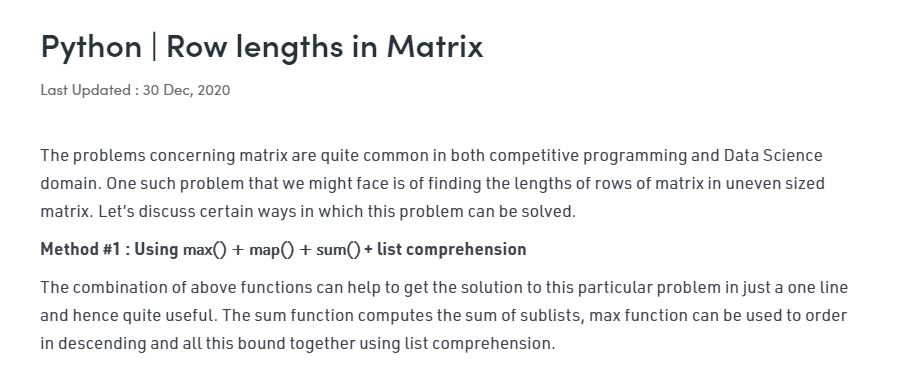 Python | Row lengths in Matrix
Last Updated : 30 Dec, 2020
The problems concerning matrix are quite common in both competitive programming and Data Science
domain. One such problem that we might face is of finding the lengths of rows of matrix in uneven sized
matrix. Let’s discuss certain ways in which this problem can be solved.
Method #1 : Using max() + map() + sum() + list comprehension
The combination of above functions can help to get the solution to this particular problem in just a one line
and hence quite useful. The sum function computes the sum of sublists, max function can be used to order
in descending and all this bound together using list comprehension.